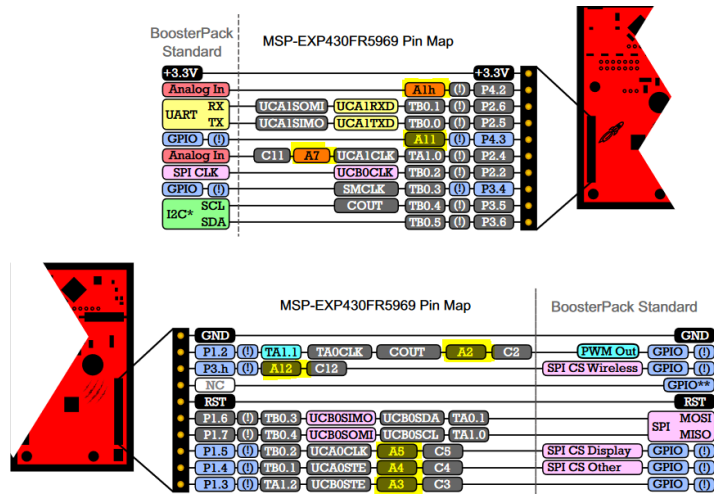 BoosterPack
Standard
MSP-EXP430FR5969 Pin Map
+3.3V +3.3V
Analog In A1h (!) P4.2
UART RX UCA1SOMI UCA1RXD TB0.1 (!) P2.6
TX UCA1SIMO UCA1TXD TB0.0 (!) P2.5
GPIO (!) A11 (!) P4.3
Analog In C11 A7 UCA1CLK TA1.0 (!) P2.4
SPI CLK UCB0CLK TB0.2 (!) P2.2
GPIO (!) SMCLK TB0.3 (!) P3.4
I2C* SCL COUT TB0.4 (!) P3.5
SDA TB0.5 (!) P3.6
MSP-EXP430FR5969 Pin Map BoosterPack Standard
GND GND
P1.2 (!) TA1.1 TA0CLK COUT A2 C2 PWM Out GPIO (!)
P3.h (!) A12 C12 SPI CS Wireless GPIO (!)
NC GPIO**
RST RST
P1.6 (!) TB0.3 UCB0SIMO UCB0SDA TA0.1 SPI MOSI
P1.7 (!) TB0.4 UCB0SOMI UCB0SCL TA1.0 MISO
P1.5 (!) TB0.2 UCA0CLK A5 C5 SPI CS Display GPIO (!)
P1.4 (!) TB0.1 UCA0STE A4 C4 SPI CS Other GPIO (!)
P1.3 (!) TA1.2 UCB0STE A3 C3 GPIO (!)